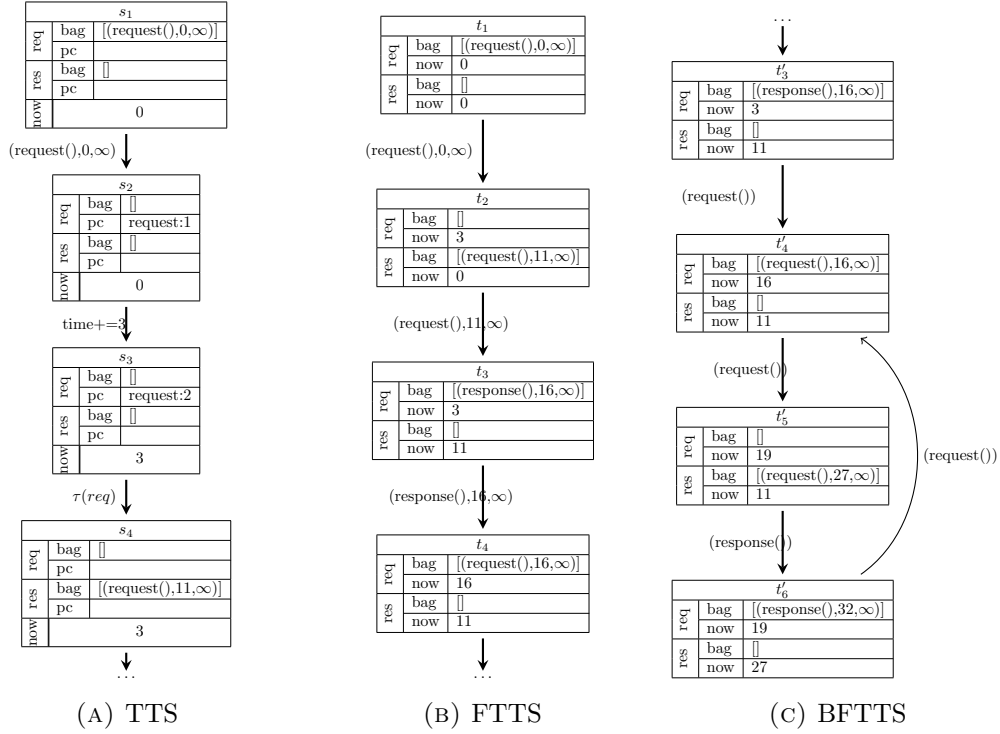 s1
req
bag [(request(),0,∞)]
pc
res
bag []
pc
now 0
(request(),0,∞)
s2
req
bag []
pc request:1
res
bag []
pc
now 0
time+=3
s3
req
bag []
pc request:2
res
bag []
pc
now 3
τ(req)
s4
req
bag []
pc
res
bag [(request(),11,∞)]
pc
now 3
...
(A) TTS
t1
req
bag [(request(),0,∞)]
now 0
res
bag []
now 0
(request(),0,∞)
t2
req
bag []
now 3
res
bag [(request(),11,∞)]
now 0
(request(),11,∞)
t3
req
bag [(response(),16,∞)]
now 3
res
bag []
now 11
(response(),16,∞)
t4
req
bag [(request(),16,∞)]
now 16
res
bag []
now 11
...
(B) FTTS
...
t′3
req
bag [(response(),16,∞)]
now 3
res
bag []
now 11
(request())
t′4
req
bag [(request(),16,∞)]
now 16
res
bag []
now 11
(request())
t′5
req
bag []
now 19
res
bag [(request(),27,∞)]
now 11
(response())
t′6
req
bag [(response(),32,∞)]
now 19
res
bag []
now 27
(request())
(C) BFTTS